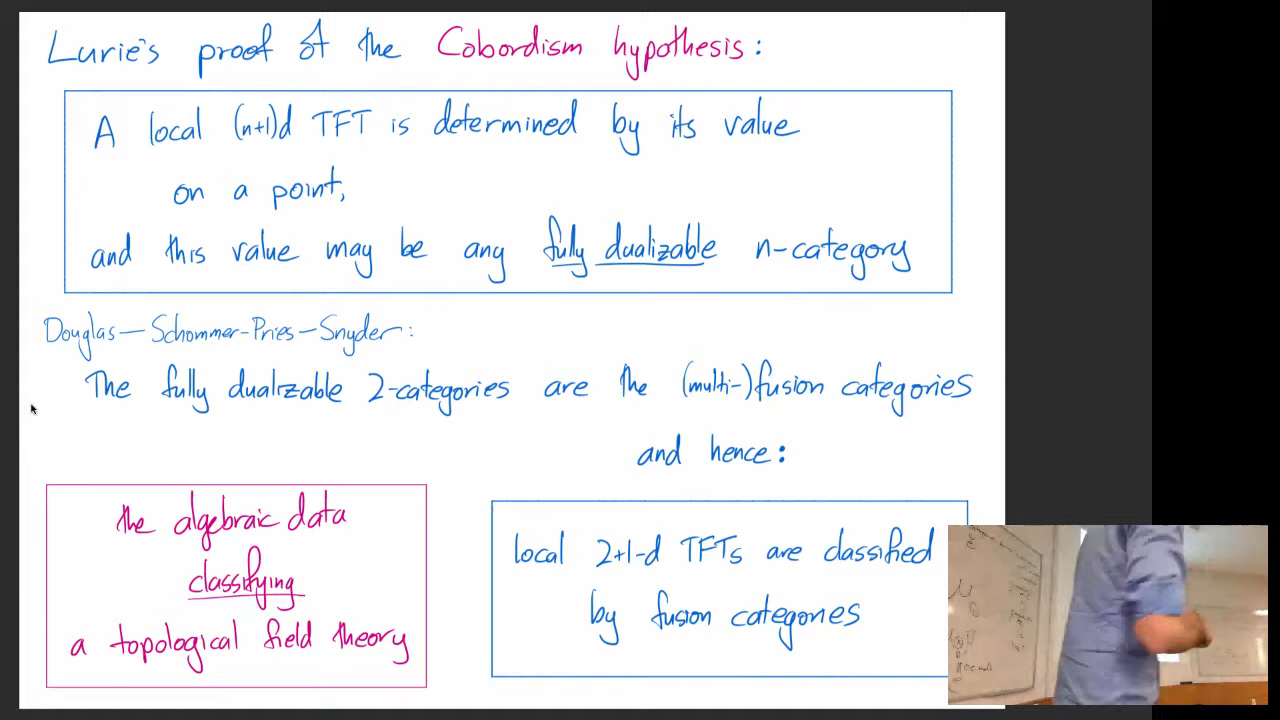 Lurie's proof of the Cobordism hypothesis:
A local (n+1)d TFT is determined by its value
on a point,
and this value may be any fully dualizable n-category
Douglas—Schommer-Pries—Snyder:
The fully dualizable 2-categories are the (multi-)fusion categories
and hence:
the algebraic data
classifying
a topological field theory
local 2+1-d TFTs are classified
by fusion categories